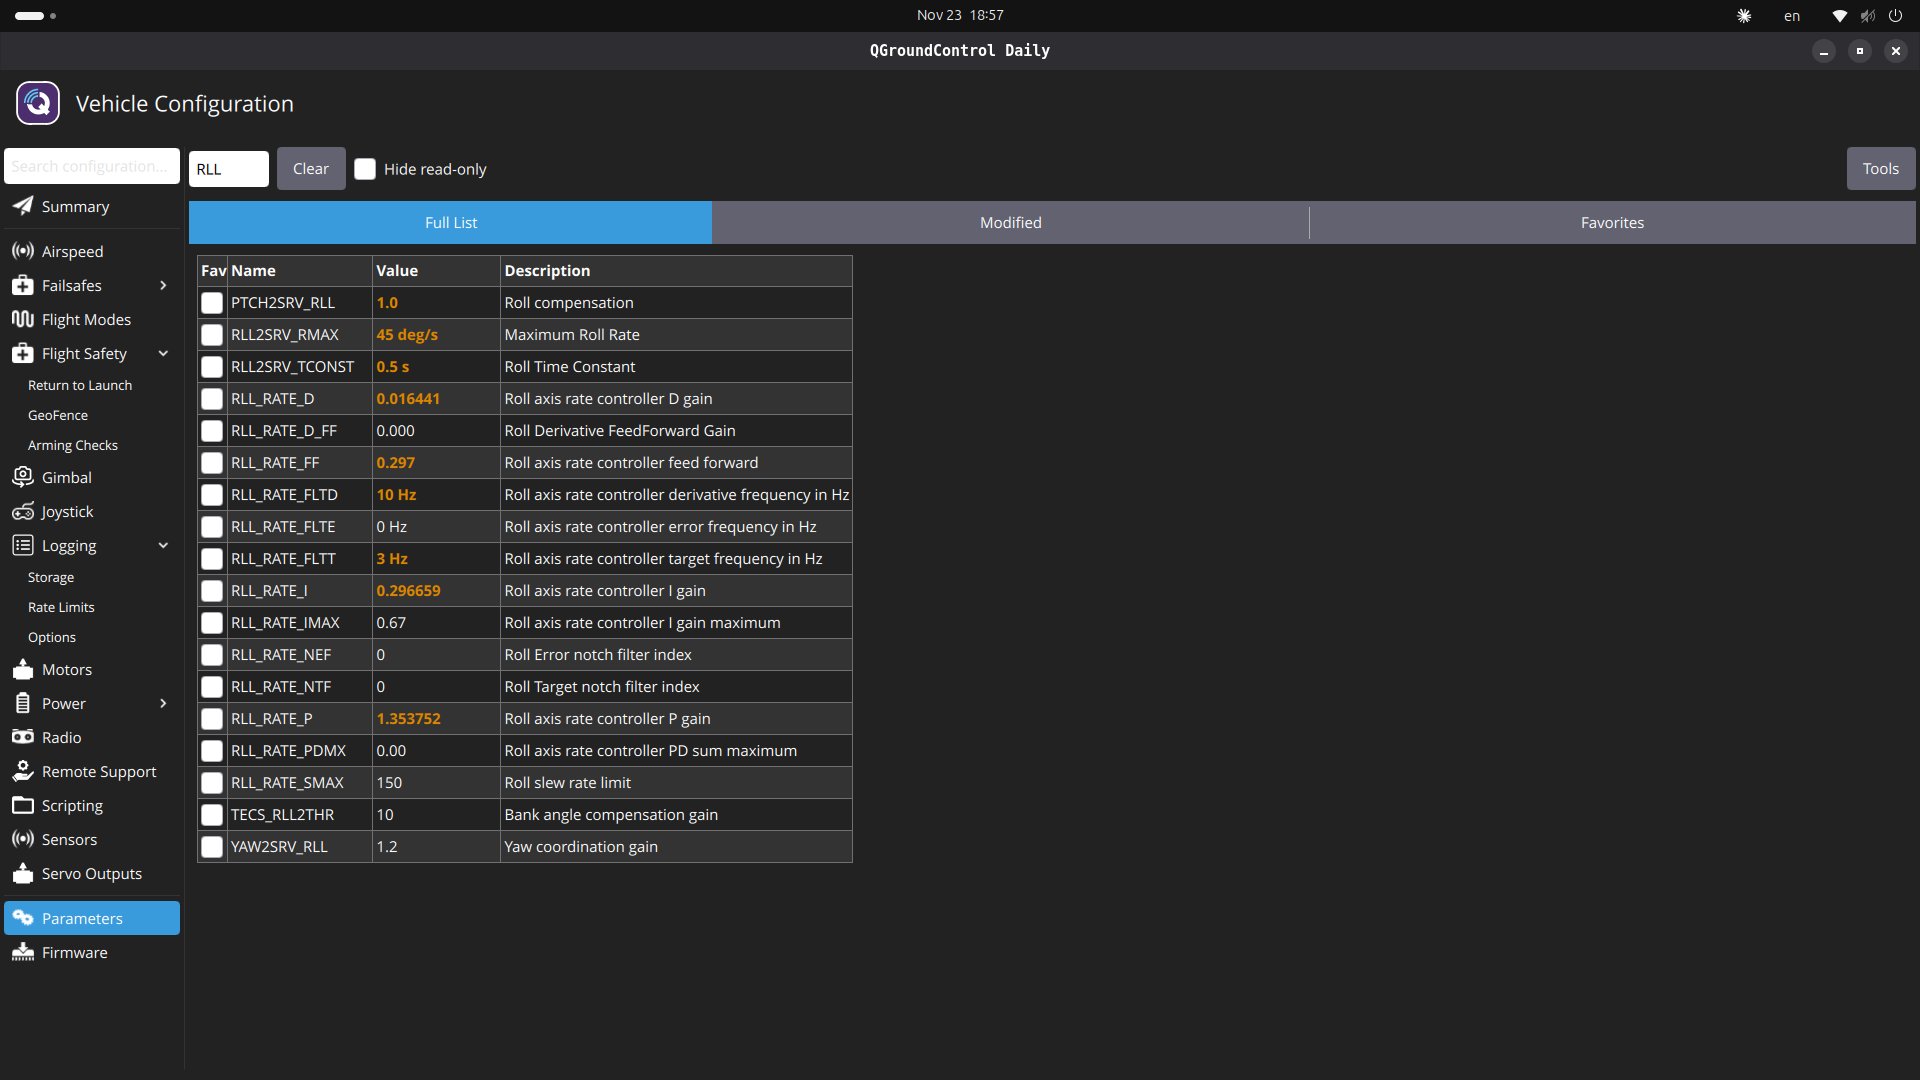 Nov 23 18:57
en
QGroundControl Daily
Vehicle Configuration
Search configuration...
RLL
Clear
Hide read-only
Tools
Summary
Airspeed
Failsafes
Flight Modes
Flight Safety
Return to Launch
GeoFence
Arming Checks
Gimbal
Joystick
Logging
Storage
Rate Limits
Options
Motors
Power
Radio
Remote Support
Scripting
Sensors
Servo Outputs
Parameters
Firmware
Full List Modified Favorites
Fav Name Value Description
PTCH2SRV_RLL 1.0 Roll compensation
RLL2SRV_RMAX 45 deg/s Maximum Roll Rate
RLL2SRV_TCONST 0.5 s Roll Time Constant
RLL_RATE_D 0.016441 Roll axis rate controller D gain
RLL_RATE_D_FF 0.000 Roll Derivative FeedForward Gain
RLL_RATE_FF 0.297 Roll axis rate controller feed forward
RLL_RATE_FLTD 10 Hz Roll axis rate controller derivative frequency in Hz
RLL_RATE_FLTE 0 Hz Roll axis rate controller error frequency in Hz
RLL_RATE_FLTT 3 Hz Roll axis rate controller target frequency in Hz
RLL_RATE_I 0.296659 Roll axis rate controller I gain
RLL_RATE_IMAX 0.67 Roll axis rate controller I gain maximum
RLL_RATE_NEF 0 Roll Error notch filter index
RLL_RATE_NTF 0 Roll Target notch filter index
RLL_RATE_P 1.353752 Roll axis rate controller P gain
RLL_RATE_PDMX 0.00 Roll axis rate controller PD sum maximum
RLL_RATE_SMAX 150 Roll slew rate limit
TECS_RLL2THR 10 Bank angle compensation gain
YAW2SRV_RLL 1.2 Yaw coordination gain